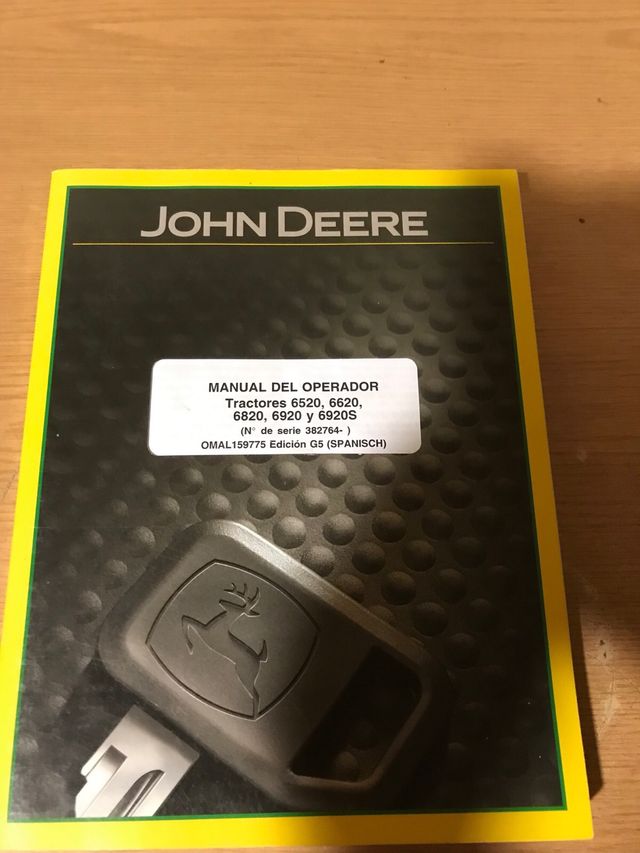 JOHN DEERE
MANUAL DEL OPERADOR
Tractores 6520, 6620,
6820, 6920 y 6920S
(N° de serie 382764- )
OMAL159775 Edición G5 (SPANISCH)